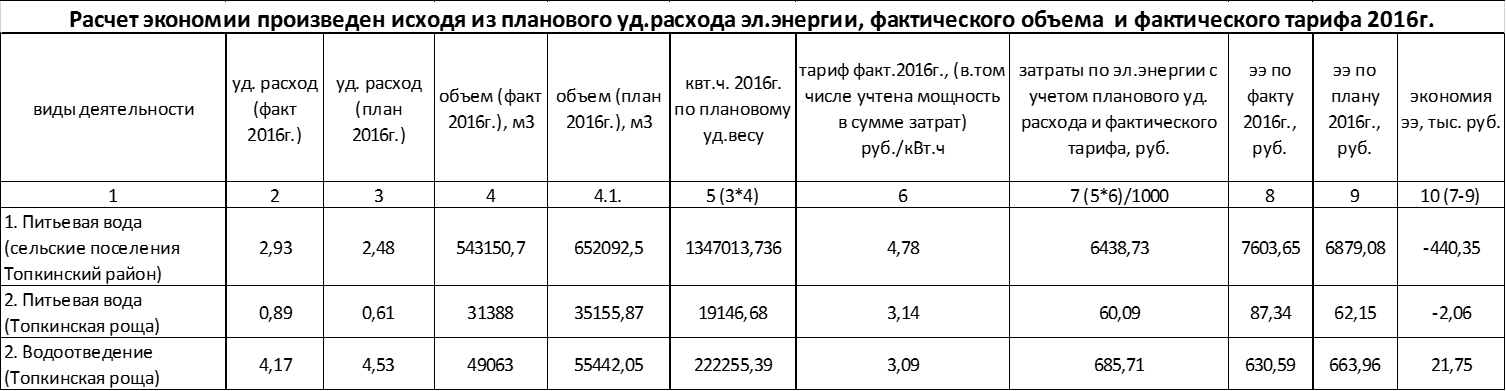 Расчет экономии произведен исходя из планового уд.расхода эл.энергии, фактического объема  и фактического тарифа 2016г.
виды деятельности
уд. расход
(факт
2016г.)
уд. расход
(план
2016г.)
объем (факт
2016г.), м3
объем (план
2016г.), м3
квт.ч. 2016г.
по плановому
уд.весу
тариф факт.2016г., (в.том
числе учтена мощность
в сумме затрат)
руб./кВт.ч
затраты по эл.энергии с
учетом планового уд.
расхода и фактического
тарифа, руб.
ээ по
факту
2016г.,
руб.
ээ по
плану
2016г.,
руб.
экономия
ээ, тыс. руб.
1 2 3 4 4.1. 5 (3*4) 6 7 (5*6)/1000 8 9 10 (7-9)
1. Питьевая вода
(сельские поселения
Топкинский район)
2,93 2,48 543150,7 652092,5 1347013,736 4,78 6438,73 7603,65 6879,08 -440,35
2. Питьевая вода
(Топкинская роща)
0,89 0,61 31388 35155,87 19146,68 3,14 60,09 87,34 62,15 -2,06
2. Водоотведение
(Топкинская роща)
4,17 4,53 49063 55442,05 222255,39 3,09 685,71 630,59 663,96 21,75